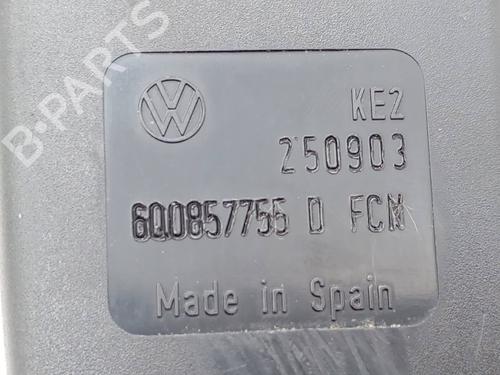 B-PARTS
KE2
250903
6Q0857755 D FCN
Made in Spain